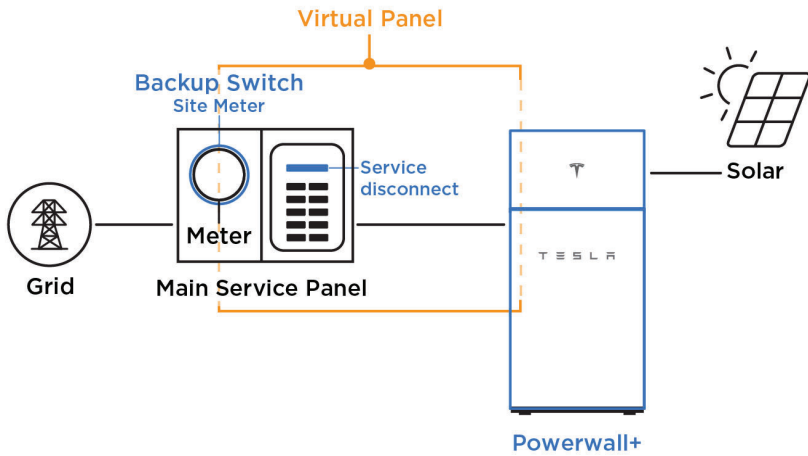 Virtual Panel
Backup Switch
Site Meter
Service
disconnect
Meter
Grid
Main Service Panel
Solar
TESLA
Powerwall+